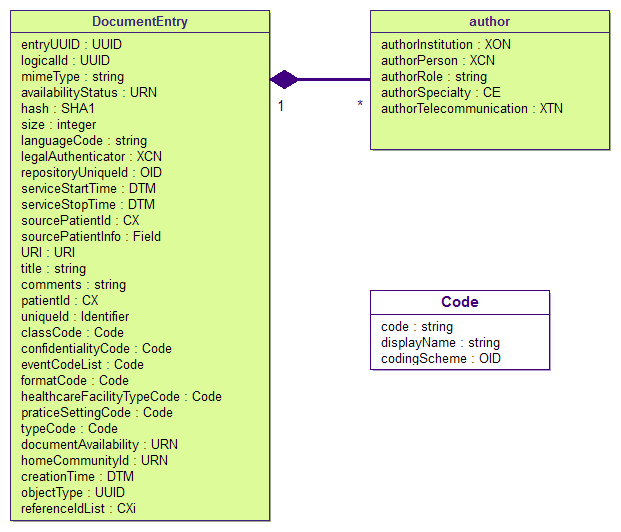 DocumentEntry
entryUUID : UUID
logicalId : UUID
mimeType : string
availabilityStatus : URN
hash : SHA1
size : integer
languageCode : string
legalAuthenticator : XCN
repositoryUniqueId : OID
serviceStartTime : DTM
serviceStopTime : DTM
sourcePatientId : CX
sourcePatientInfo : Field
URI : URI
title : string
comments : string
patientId : CX
uniqueId : Identifier
classCode : Code
confidentialityCode : Code
eventCodeList : Code
formatCode : Code
healthcareFacilityTypeCode : Code
praticeSettingCode : Code
typeCode : Code
documentAvailability : URN
homeCommunityId : URN
creationTime : DTM
objectType : UUID
referenceIdList : CXi
1
*
author
authorInstitution : XON
authorPerson : XCN
authorRole : string
authorSpecialty : CE
authorTelecommunication : XTN
Code
code : string
displayName : string
codingScheme : OID